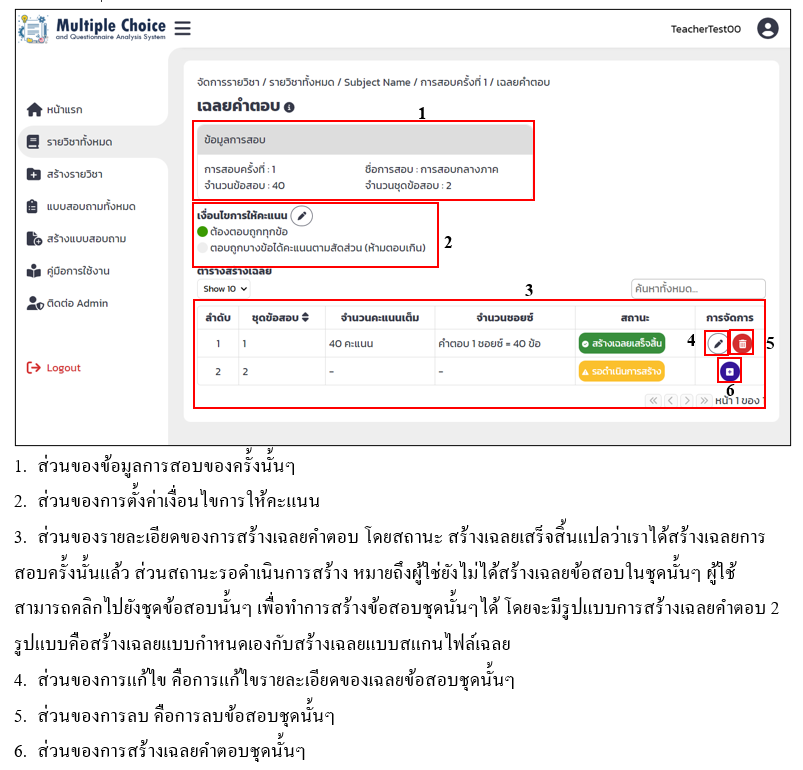 Multiple Choice
and Questionnaire Analysis System
TeacherTest00
หน้าแรก
รายวิชาทั้งหมด
สร้างรายวิชา
แบบสอบถามทั้งหมด
สร้างแบบสอบถาม
คู่มือการใช้งาน
ติดต่อ Admin
Logout
จัดการรายวิชา / รายวิชาทั้งหมด / Subject Name / การสอบครั้งที่ 1 / เฉลยคำตอบ
เฉลยคำตอบ
1
ข้อมูลการสอบ
การสอบครั้งที่ : 1 ชื่อการสอบ : การสอบกลางภาค
จำนวนข้อสอบ : 40 จำนวนชุดข้อสอบ : 2
เงื่อนไขการให้คะแนน
ต้องตอบถูกทุกข้อ
ตอบถูกบางข้อได้คะแนนตามสัดส่วน (ห้ามตอบเกิน)
2
ตารางสร้างเฉลย
Show 10 ค้นหาทั้งหมด...
3
ลำดับ ชุดข้อสอบ จำนวนคะแนนเต็ม จำนวนชอยซ์ สถานะ การจัดการ
1 1 40 คะแนน คำตอบ 1 ชอยซ์ = 40 ข้อ สร้างเฉลยเสร็จสิ้น 4 5
2 2 - - รอดำเนินการสร้าง
6
หน้า 1 ของ 1
1. ส่วนของข้อมูลการสอบของครั้งนั้นๆ
2. ส่วนของการตั้งค่าเงื่อนไขการให้คะแนน
3. ส่วนของรายละเอียดของการสร้างเฉลยคำตอบ โดยสถานะ สร้างเฉลยเสร็จสิ้นแปลว่าเราได้สร้างเฉลยการ
สอบครั้งนั้นแล้ว ส่วนสถานะรอดำเนินการสร้าง หมายถึงผู้ใช่ยังไม่ได้สร้างเฉลยข้อสอบในชุดนั้นๆ ผู้ใช้
สามารถคลิกไปยังชุดข้อสอบนั้นๆ เพื่อทำการสร้างข้อสอบชุดนั้นๆได้ โดยจะมีรูปแบบการสร้างเฉลยคำตอบ 2
รูปแบบคือสร้างเฉลยแบบกำหนดเองกับสร้างเฉลยแบบสแกนไฟล์เฉลย
4. ส่วนของการแก้ไข คือการแก้ไขรายละเอียดของเฉลยข้อสอบชุดนั้นๆ
5. ส่วนของการลบ คือการลบข้อสอบชุดนั้นๆ
6. ส่วนของการสร้างเฉลยคำตอบชุดนั้นๆ